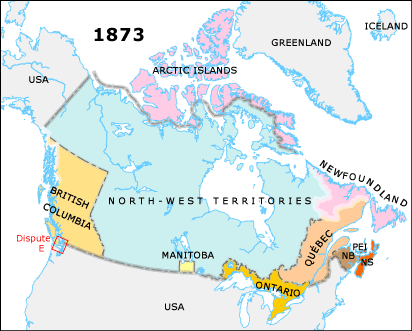 1873
ICELAND
GREENLAND
USA
ARCTIC ISLANDS
NEWFOUNDLAND
BRITISH
COLUMBIA
NORTH-WEST TERRITORIES
Dispute
E
MANITOBA
ONTARIO
QUÉBEC
PEI
NB
NS
USA